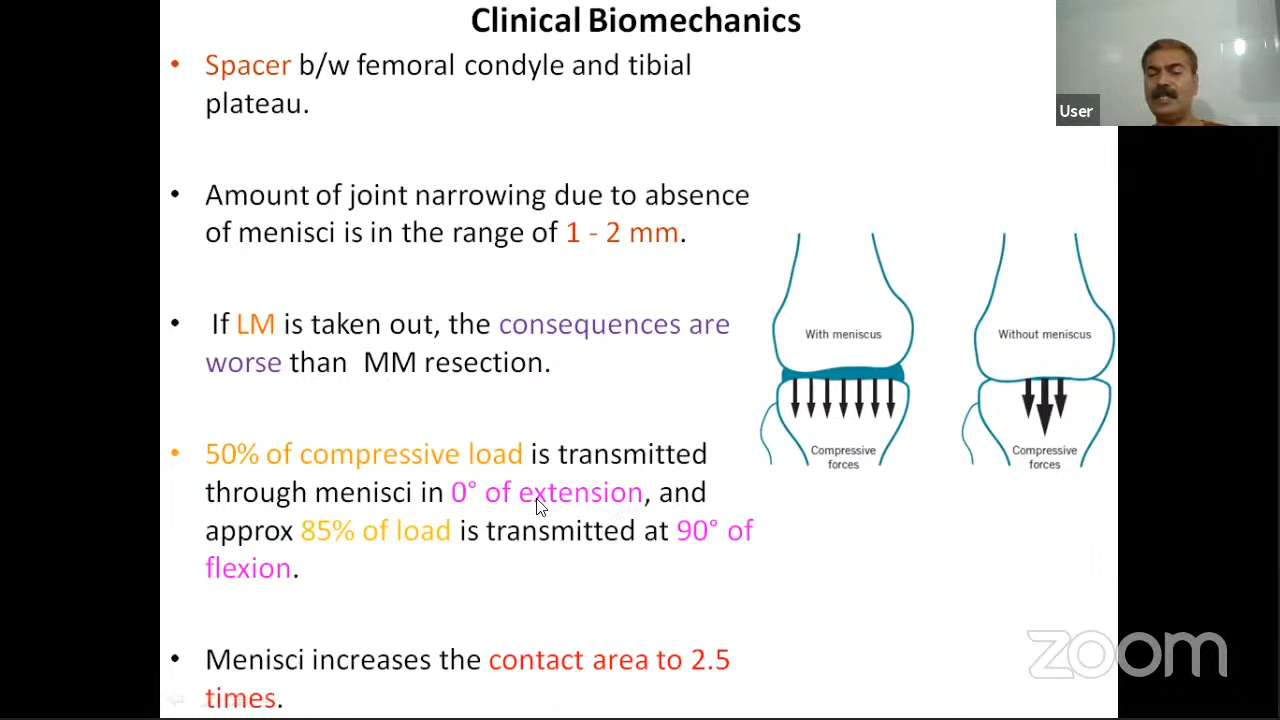 Clinical Biomechanics
• Spacer b/w femoral condyle and tibial
plateau.
User
• Amount of joint narrowing due to absence
of menisci is in the range of 1 - 2 mm.
• If LM is taken out, the consequences are
worse than MM resection.
With meniscus
Without meniscus
Compressive
forces
Compressive
forces
• 50% of compressive load is transmitted
through menisci in 0° of extension, and
approx 85% of load is transmitted at 90° of
flexion.
• Menisci increases the contact area to 2.5
times.
zoom